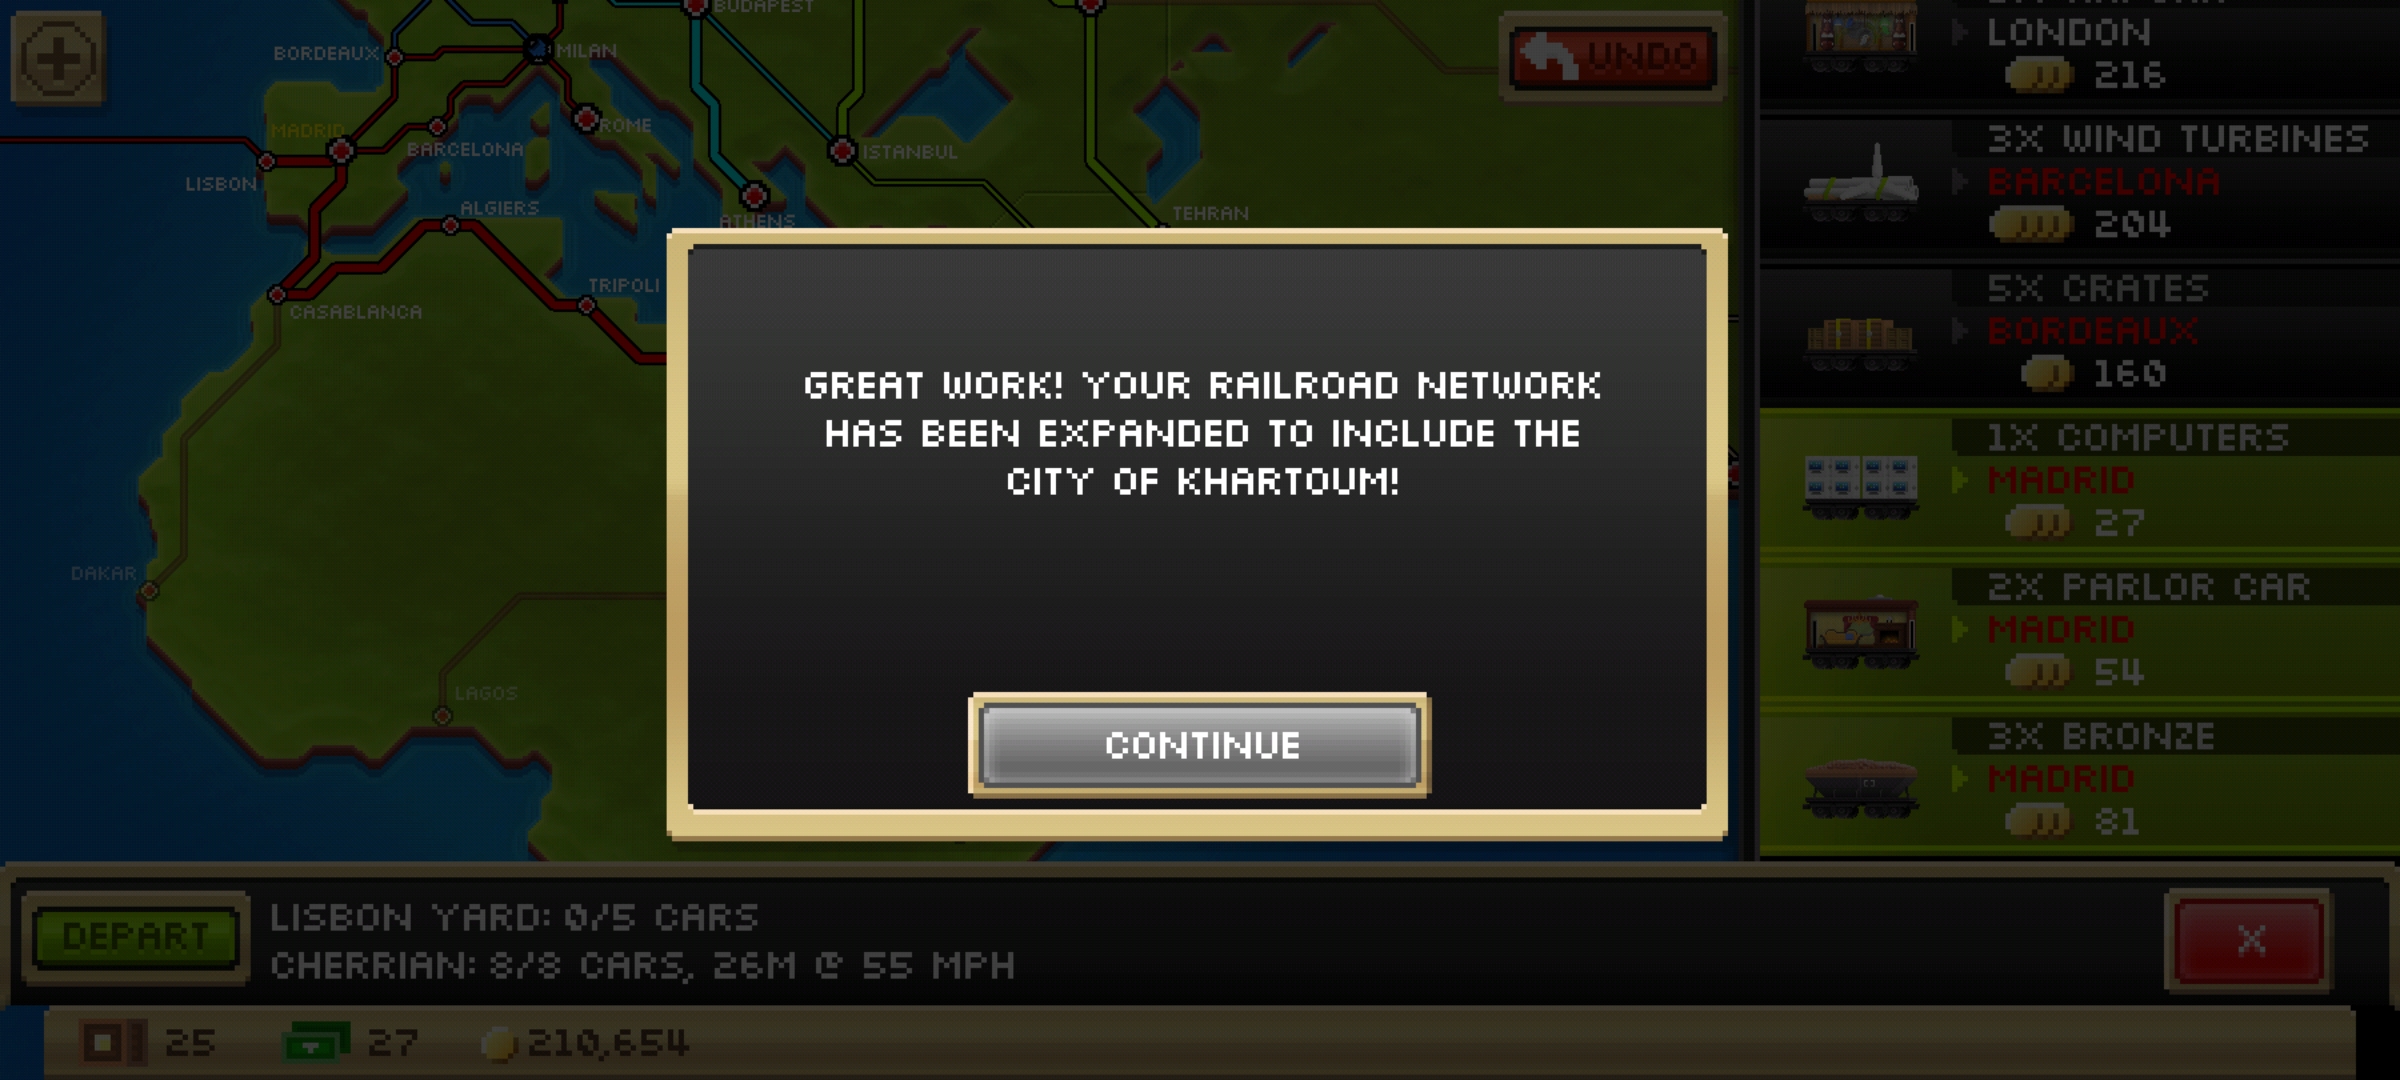 BUDAPEST
BORDEAUX
MILAN
UNDO
LONDON
216
MADRID
ROME
BARCELONA
ISTANBUL
LISBON
3X WIND TURBINES
BARCELONA
204
ALGIERS
ATHENS
TEHRAN
TRIPOLI
CASABLANCA
5X CRATES
BORDEAUX
160
GREAT WORK! YOUR RAILROAD NETWORK
HAS BEEN EXPANDED TO INCLUDE THE
CITY OF KHARTOUM!
1X COMPUTERS
MADRID
27
DAKAR
2X PARLOR CAR
MADRID
54
LAGOS
CONTINUE
3X BRONZE
MADRID
81
DEPART
LISBON YARD: 0/5 CARS
CHERRIAN: 8/8 CARS, 26M @ 55 MPH
X
25
27
210,654